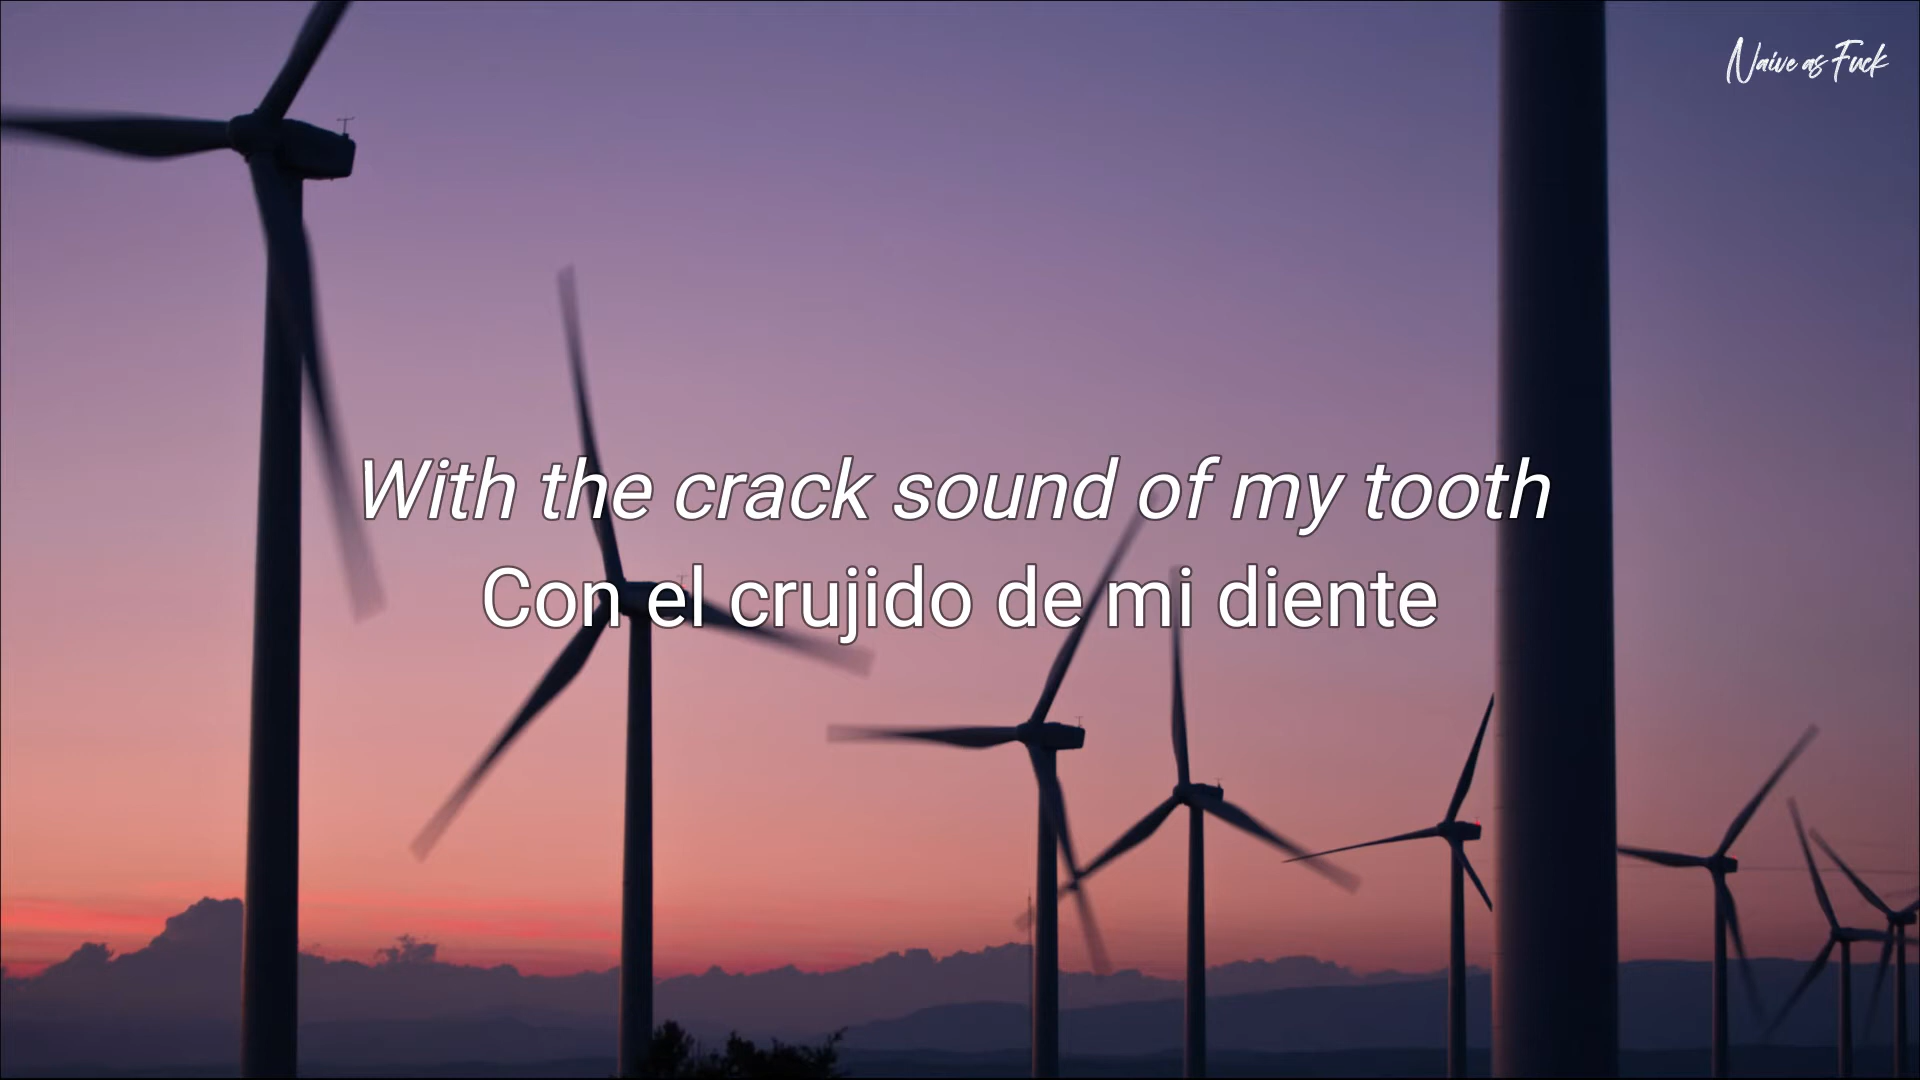 Naive as Fuck
With the crack sound of my tooth
Con el crujido de mi diente